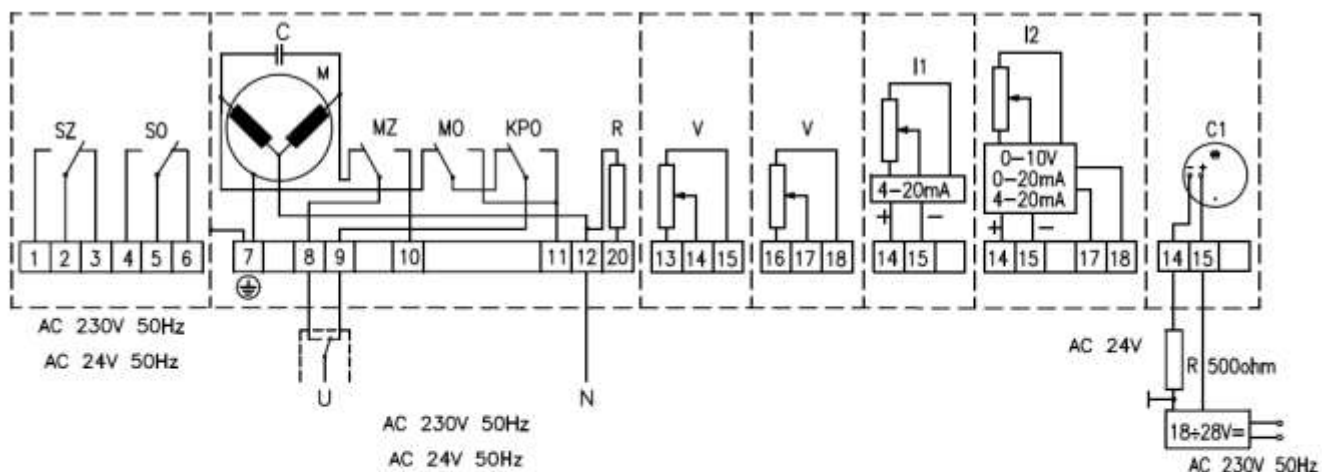 C
M
I1
I2
SZ
SO
MZ
MO
KPO
R
V
V
C1
4-20mA
+
−
0-10V
0-20mA
4-20mA
+
−
− +
1 2 3 4 5 6
7 8 9 10 11 12 20
13 14 15
16 17 18
14 15
14 15 17 18
14 15
AC 230V 50Hz
AC 24V 50Hz
U
N
AC 230V 50Hz
AC 24V 50Hz
AC 24V
R 500ohm
18÷28V=
AC 230V 50Hz